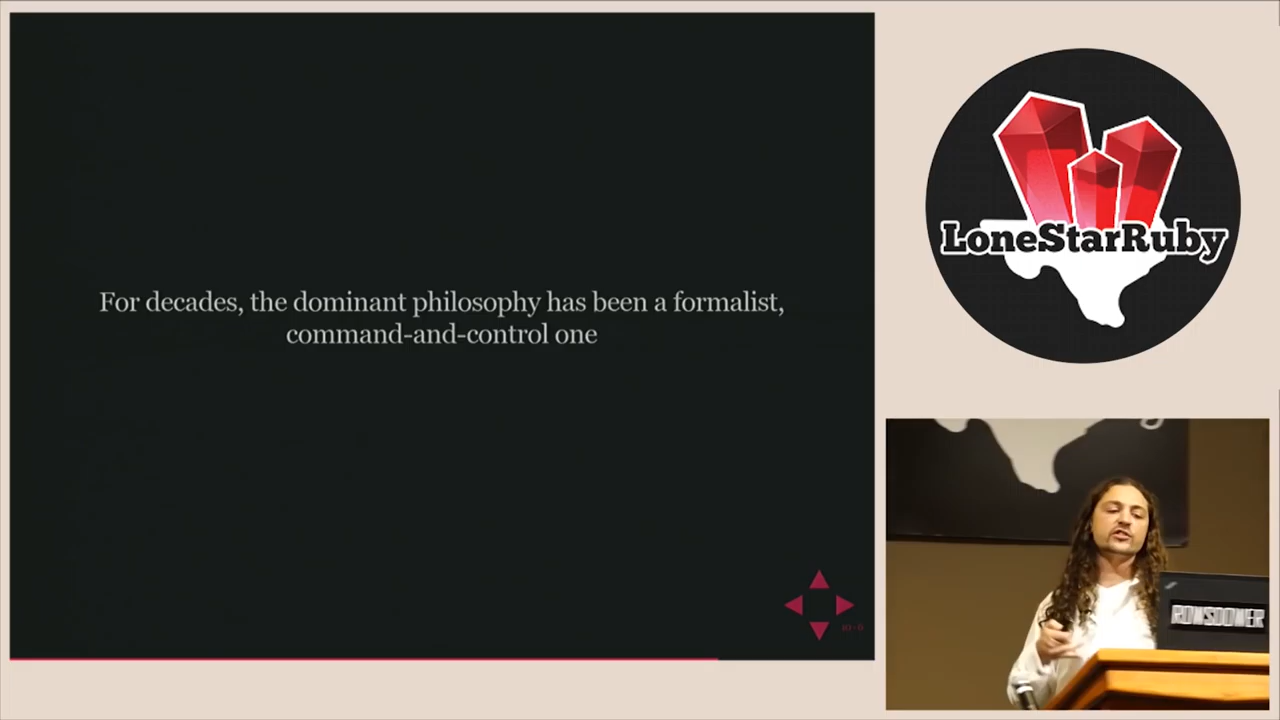 For decades, the dominant philosophy has been a formalist,
command-and-control one
LoneStarRuby